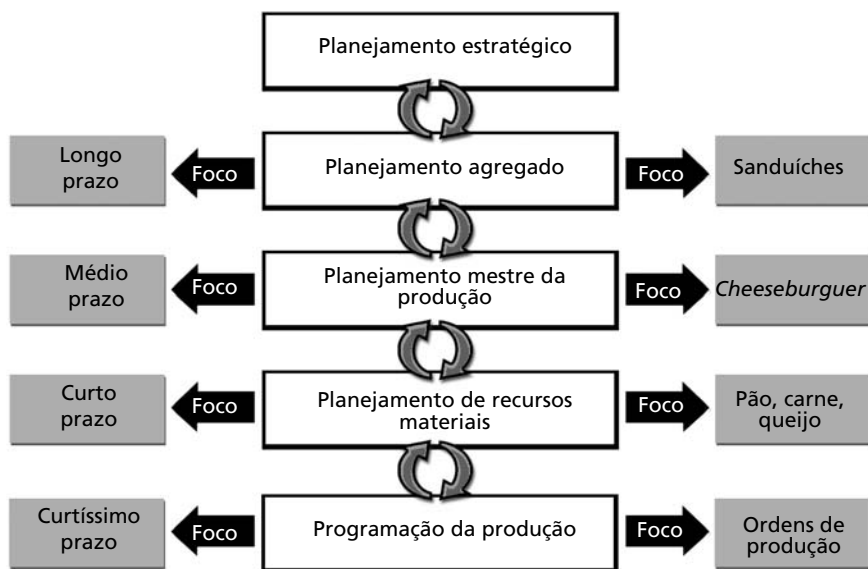 Planejamento estratégico
Longo
prazo
Foco
Planejamento agregado
Foco
Sanduíches
Médio
prazo
Foco
Planejamento mestre da
produção
Foco
Cheeseburguer
Curto
prazo
Foco
Planejamento de recursos
materiais
Foco
Pão, carne,
queijo
Curtíssimo
prazo
Foco
Programação da produção
Foco
Ordens de
produção